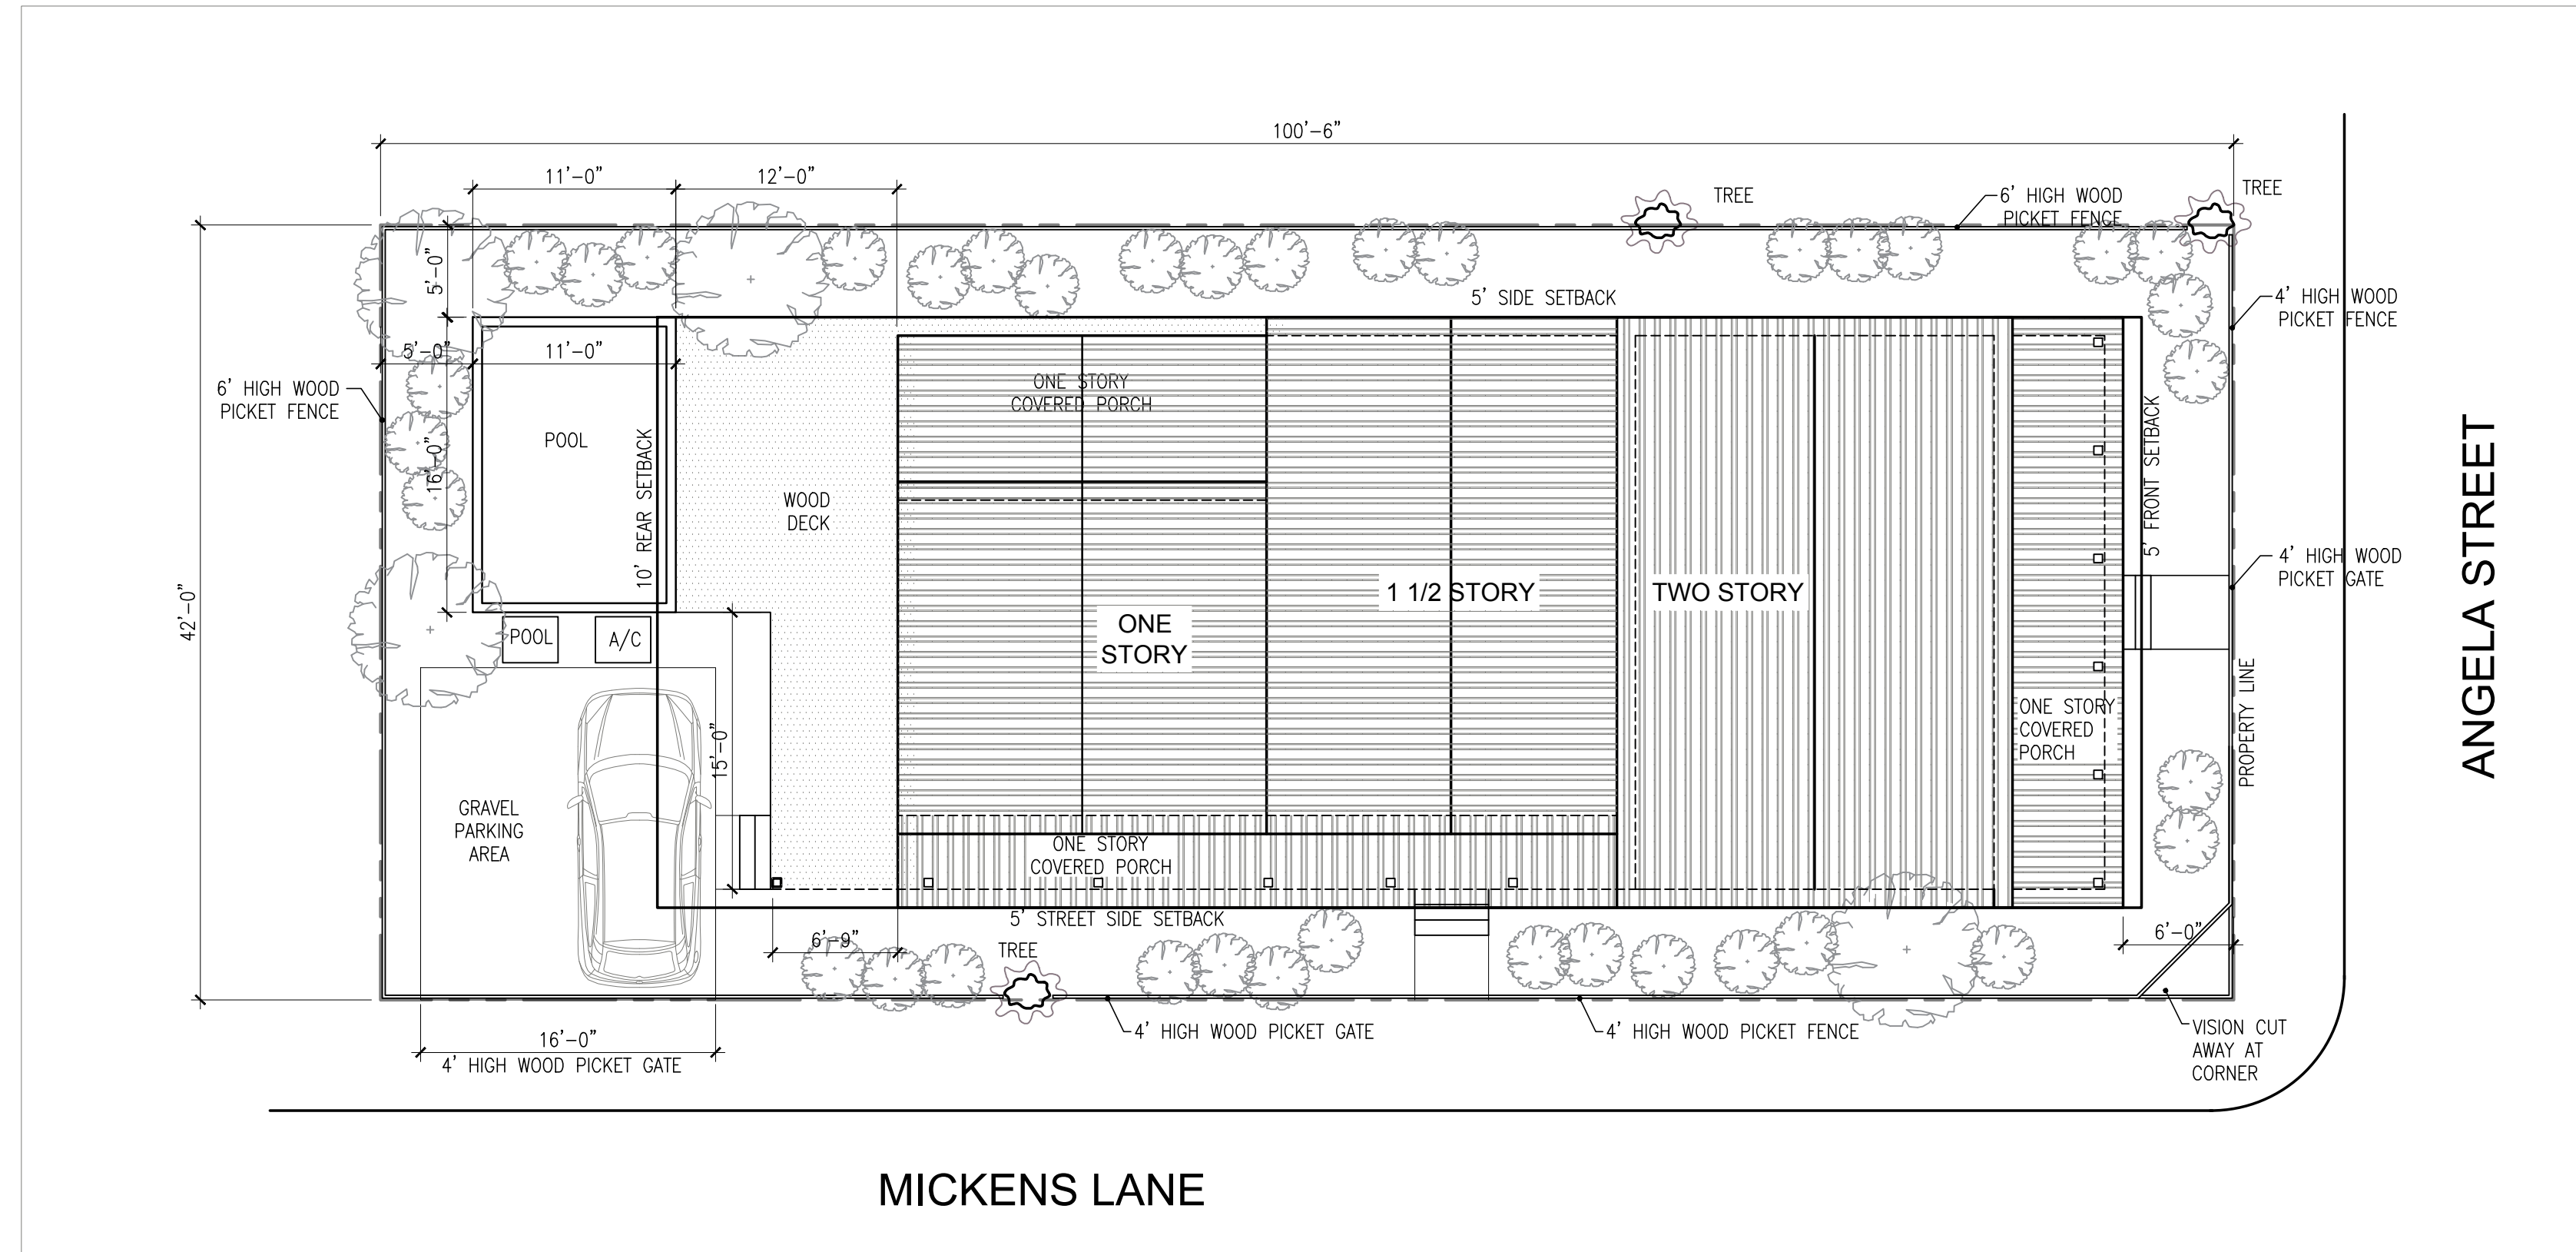 100'-6"
11'-0"
12'-0"
TREE
6' HIGH WOOD
PICKET FENCE
TREE
5'-0"
5' SIDE SETBACK
4' HIGH WOOD
PICKET FENCE
5'-0"
11'-0"
6' HIGH WOOD
PICKET FENCE
ONE STORY
COVERED PORCH
POOL
16'-0"
10' REAR SETBACK
WOOD
DECK
5' FRONT SETBACK
4' HIGH WOOD
PICKET GATE
42'-0"
1 1/2 STORY
TWO STORY
ONE
STORY
POOL
A/C
ANGELA STREET
PROPERTY LINE
ONE STORY
COVERED
PORCH
15'-0"
GRAVEL
PARKING
AREA
ONE STORY
COVERED PORCH
5' STREET SIDE SETBACK
6'-9"
TREE
6'-0"
16'-0"
4' HIGH WOOD PICKET GATE
4' HIGH WOOD PICKET GATE
4' HIGH WOOD PICKET FENCE
VISION CUT
AWAY AT
CORNER
MICKENS LANE